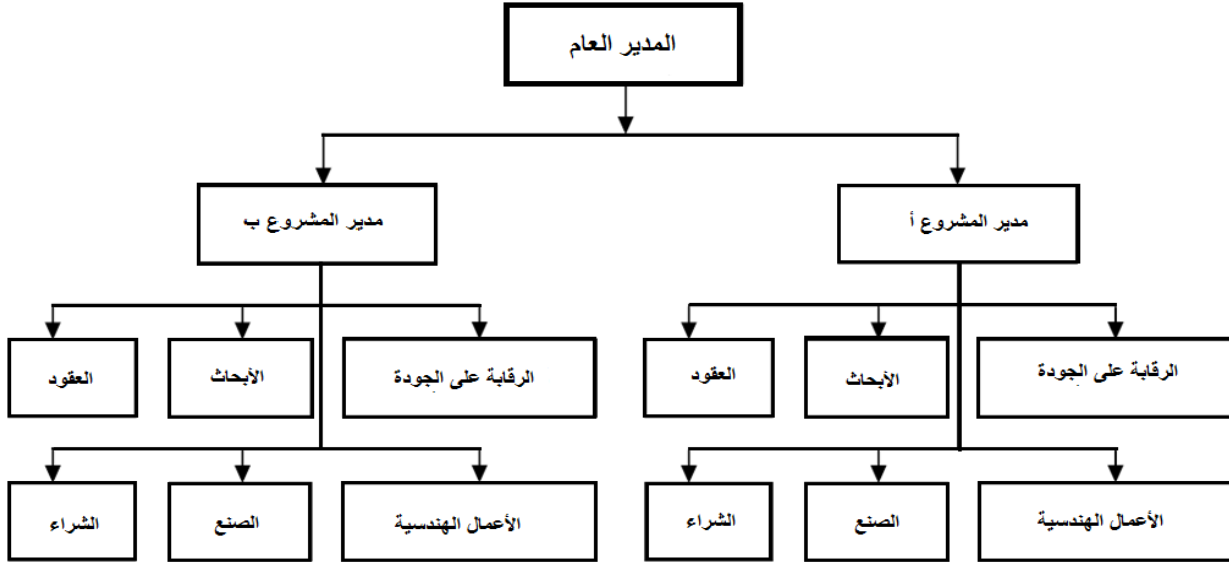 المدير العام
مدير المشروع أ
مدير المشروع ب
الرقابة على الجودة
الأبحاث
العقود
الرقابة على الجودة
الأبحاث
العقود
الأعمال الهندسية
الصنع
الشراء
الأعمال الهندسية
الصنع
الشراء